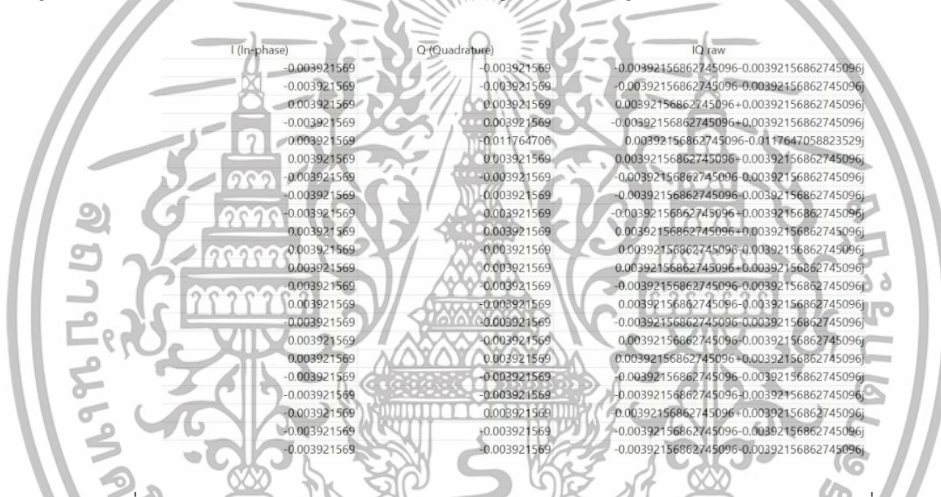 I (In-phase) Q (Quadrature) IQ raw
-0.003921569 -0.003921569 -0.00392156862745096-0.00392156862745096j
-0.003921569 -0.003921569 -0.00392156862745096-0.00392156862745096j
0.003921569 0.003921569 0.00392156862745096+0.00392156862745096j
-0.003921569 0.003921569 -0.00392156862745096+0.00392156862745096j
0.003921569 -0.011764706 0.00392156862745096-0.0117647058823529j
0.003921569 0.003921569 0.00392156862745096+0.00392156862745096j
-0.003921569 -0.003921569 -0.00392156862745096-0.00392156862745096j
-0.003921569 -0.003921569 -0.00392156862745096-0.00392156862745096j
-0.003921569 0.003921569 -0.00392156862745096+0.00392156862745096j
0.003921569 0.003921569 0.00392156862745096+0.00392156862745096j
0.003921569 -0.003921569 0.00392156862745096-0.00392156862745096j
0.003921569 0.003921569 0.00392156862745096+0.00392156862745096j
-0.003921569 -0.003921569 -0.00392156862745096-0.00392156862745096j
0.003921569 -0.003921569 0.00392156862745096-0.00392156862745096j
-0.003921569 -0.003921569 -0.00392156862745096-0.00392156862745096j
0.003921569 -0.003921569 0.00392156862745096-0.00392156862745096j
0.003921569 0.003921569 0.00392156862745096+0.00392156862745096j
-0.003921569 -0.003921569 -0.00392156862745096-0.00392156862745096j
-0.003921569 -0.003921569 -0.00392156862745096-0.00392156862745096j
0.003921569 0.003921569 0.00392156862745096+0.00392156862745096j
-0.003921569 -0.003921569 -0.00392156862745096-0.00392156862745096j
-0.003921569 -0.003921569 -0.00392156862745096-0.00392156862745096j